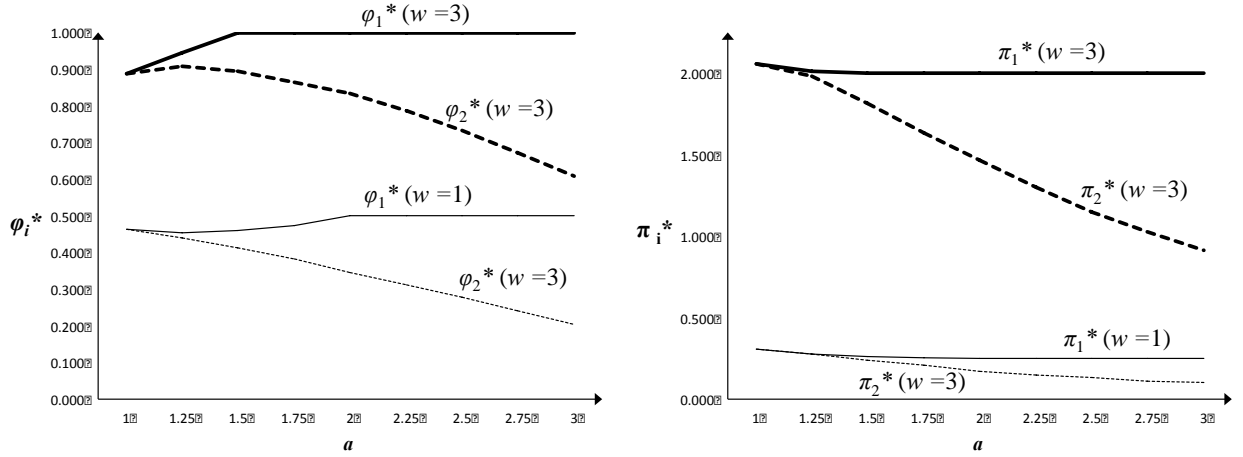 φ1* (w =3)
1.000
0.900
0.800
φ2* (w =3)
0.700
0.600
φ1* (w =1)
0.500
φi*
0.400
φ2* (w =3)
0.300
0.200
0.100
0.000
1 1.25 1.5 1.75 2 2.25 2.5 2.75 3
a
π1* (w =3)
2.000
1.500
π2* (w =3)
π i*
1.000
0.500
π1* (w =1)
π2* (w =3)
0.000
1 1.25 1.5 1.75 2 2.25 2.5 2.75 3
a